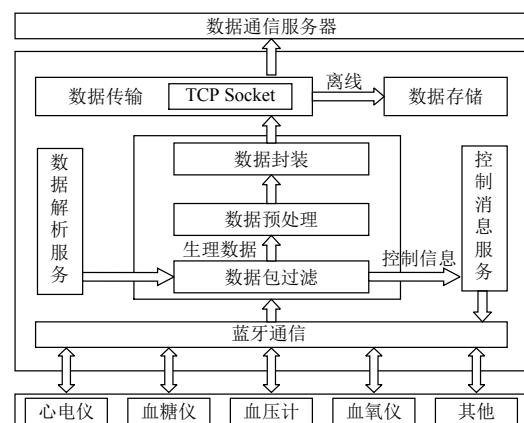 数据通信服务器
数据传输
TCP Socket
离线
数据存储
数据封装
数据解析服务
控制消息服务
数据预处理
生理数据
控制信息
数据包过滤
蓝牙通信
心电仪
血糖仪
血压计
血氧仪
其他